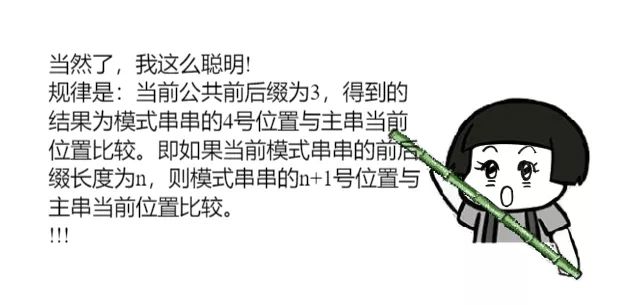 当然了，我这么聪明!
规律是：当前公共前后缀为3，得到的
结果为模式串串的4号位置与主串当前
位置比较。即如果当前模式串串的前后
缀长度为n，则模式串串的n+1号位置与
主串当前位置比较。
!!!